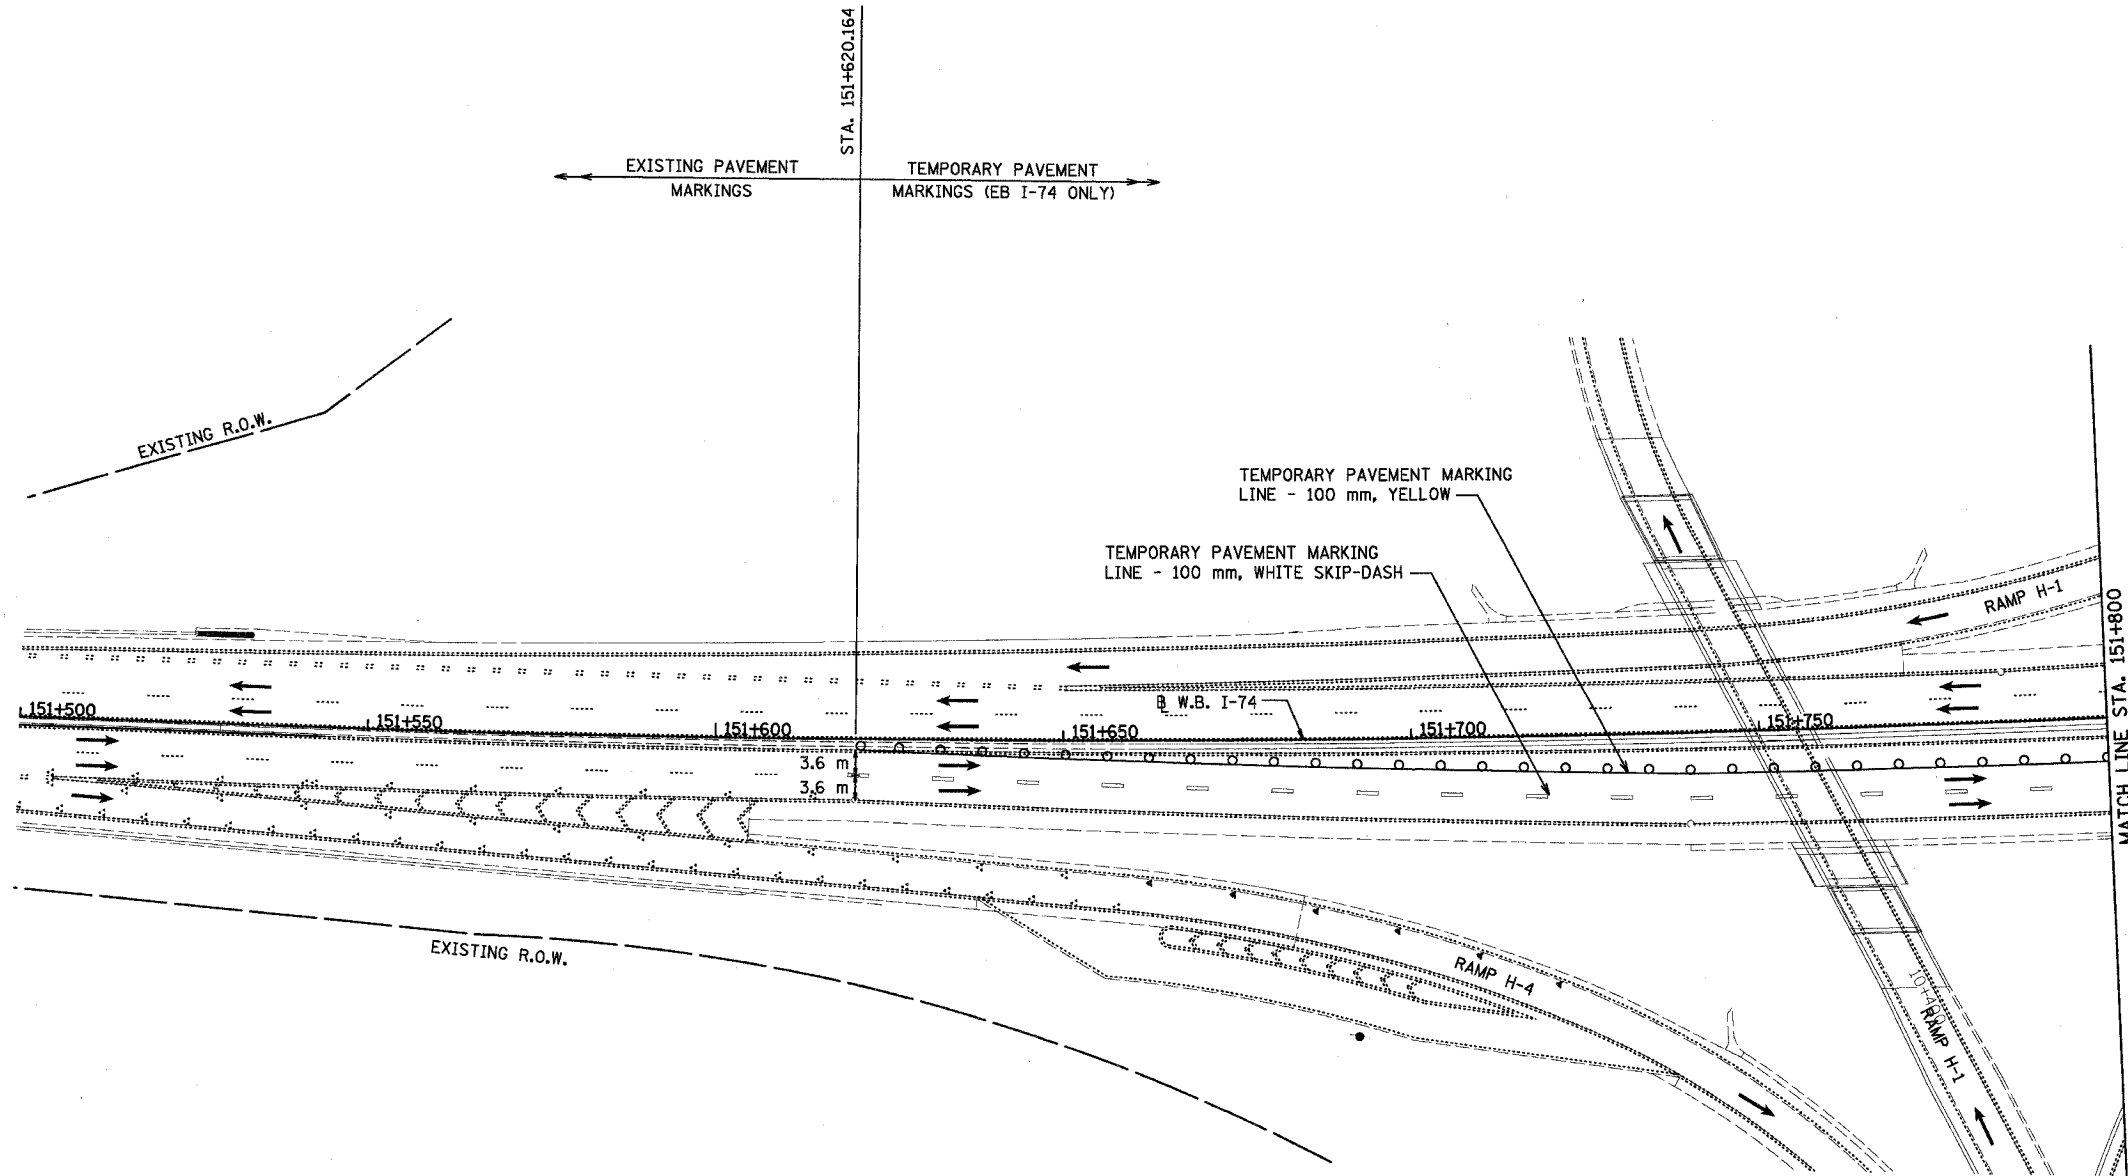 STA. 151+620.164
EXISTING PAVEMENT
MARKINGS
TEMPORARY PAVEMENT
MARKINGS (EB I-74 ONLY)
EXISTING R.O.W.
TEMPORARY PAVEMENT MARKING
LINE - 100 mm, YELLOW
TEMPORARY PAVEMENT MARKING
LINE - 100 mm, WHITE SKIP-DASH
RAMP H-1
MATCH LINE STA. 151+800
℄ W.B. I-74
151+500
151+550
151+600
151+650
151+700
151+750
3.6 m
3.6 m
EXISTING R.O.W.
RAMP H-4
10+400
RAMP H-1